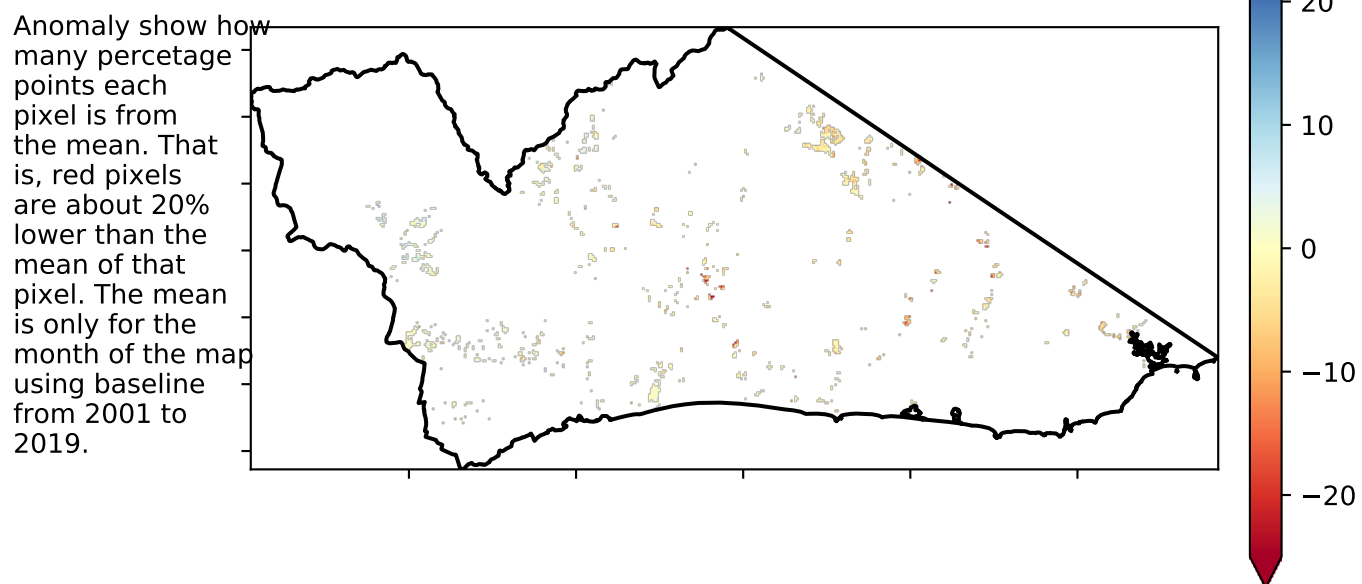 Anomaly show how
many percetage
points each
pixel is from
the mean. That
is, red pixels
are about 20%
lower than the
mean of that
pixel. The mean
is only for the
month of the map
using baseline
from 2001 to
2019.
20
10
0
−10
−20